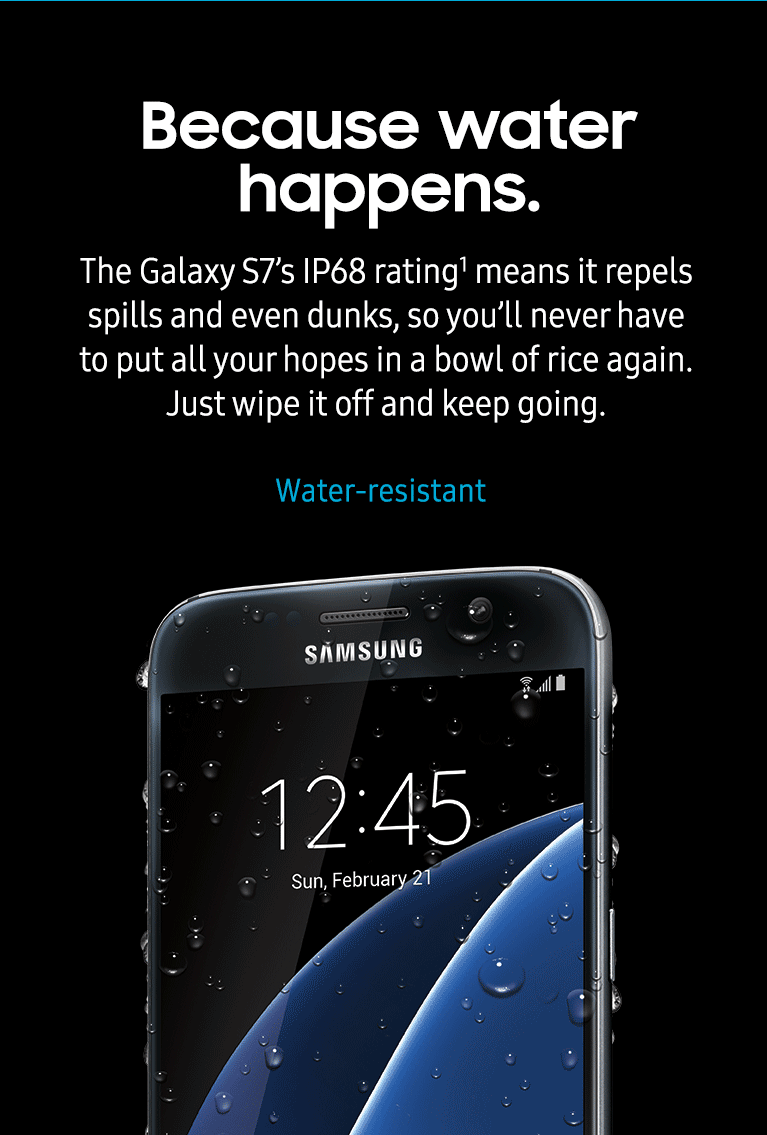 Because water
happens.
The Galaxy S7’s IP68 rating¹ means it repels
spills and even dunks, so you’ll never have
to put all your hopes in a bowl of rice again.
Just wipe it off and keep going.
Water-resistant
SAMSUNG
12:45
Sun, February 21